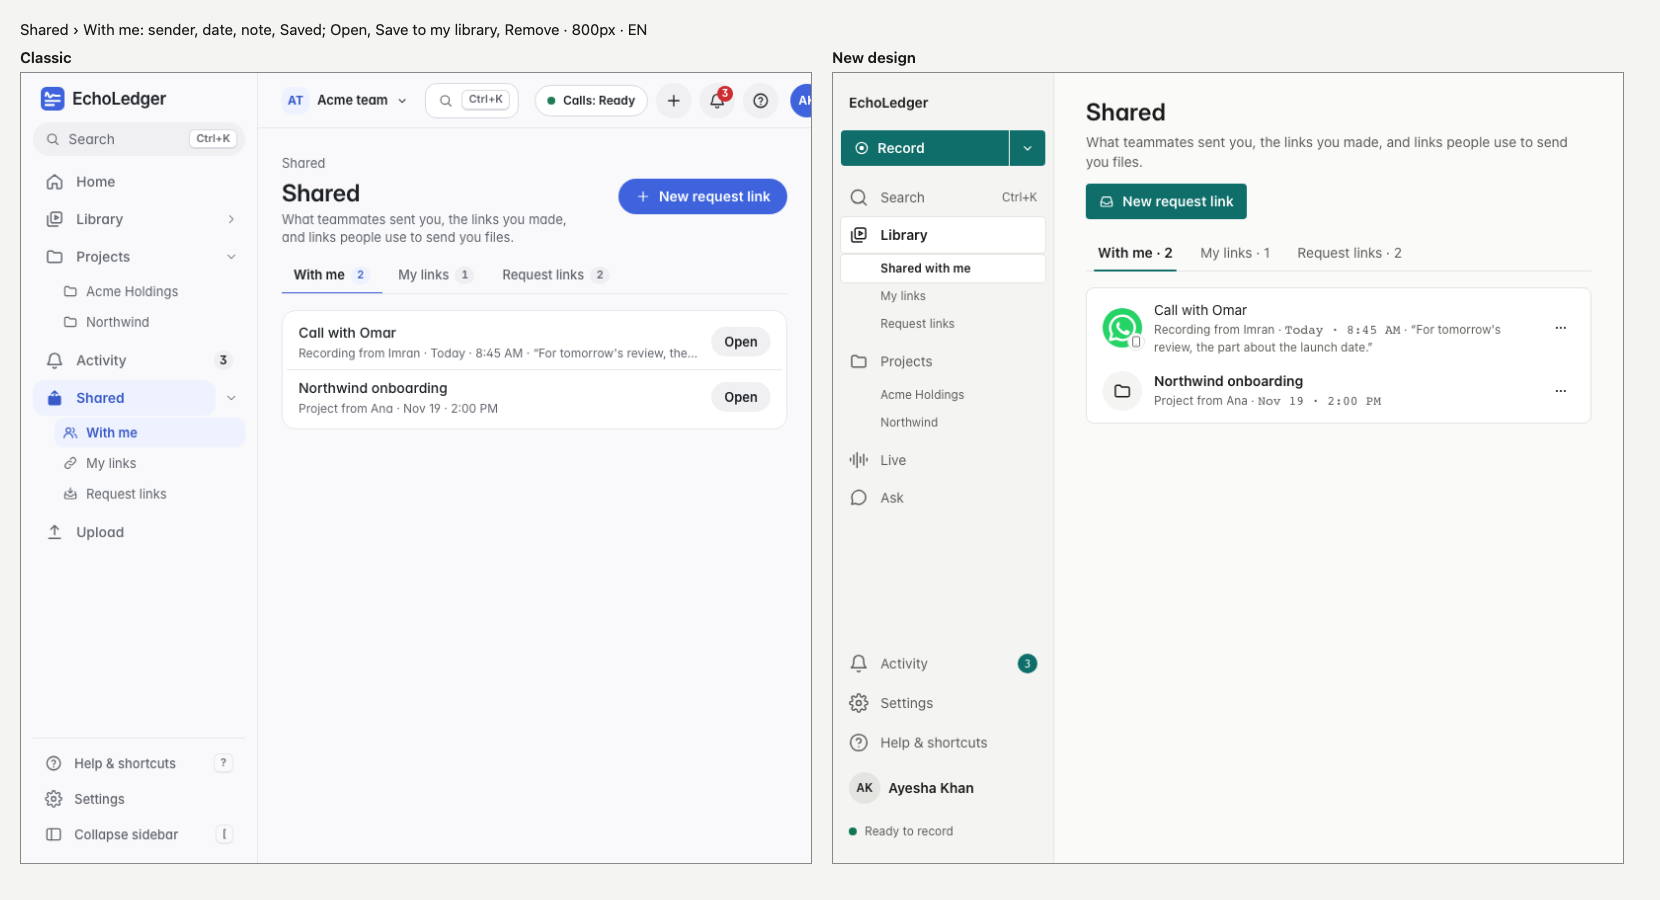 Shared › With me: sender, date, note, Saved; Open, Save to my library, Remove · 800px · EN
Classic
EchoLedger
Search Ctrl+K
Home
Library
Projects
Acme Holdings
Northwind
Activity 3
Shared
With me
My links
Request links
Upload
Help & shortcuts ?
Settings
Collapse sidebar [
AT Acme team Ctrl+K Calls: Ready 3 AK
Shared
Shared
New request link
What teammates sent you, the links you made,
and links people use to send you files.
With me 2 My links 1 Request links 2
Call with Omar
Recording from Imran · Today · 8:45 AM · “For tomorrow's review, the...
Open
Northwind onboarding
Project from Ana · Nov 19 · 2:00 PM
Open
New design
EchoLedger
Record
Search Ctrl+K
Library
Shared with me
My links
Request links
Projects
Acme Holdings
Northwind
Live
Ask
Activity 3
Settings
Help & shortcuts
AK Ayesha Khan
Ready to record
Shared
What teammates sent you, the links you made, and links people use to send
you files.
New request link
With me · 2 My links · 1 Request links · 2
Call with Omar
Recording from Imran · Today · 8:45 AM · “For tomorrow's
review, the part about the launch date.”
Northwind onboarding
Project from Ana · Nov 19 · 2:00 PM